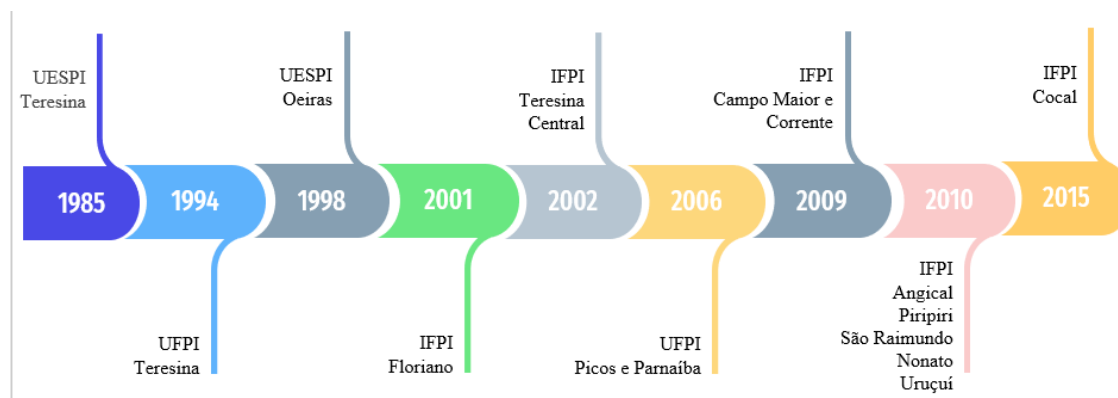 UESPI
Teresina
UESPI
Oeiras
IFPI
Teresina
Central
IFPI
Campo Maior e
Corrente
IFPI
Cocal
1985
1994
1998
2001
2002
2006
2009
2010
2015
UFPI
Teresina
IFPI
Floriano
UFPI
Picos e Parnaíba
IFPI
Angical
Piripiri
São Raimundo
Nonato
Uruçuí